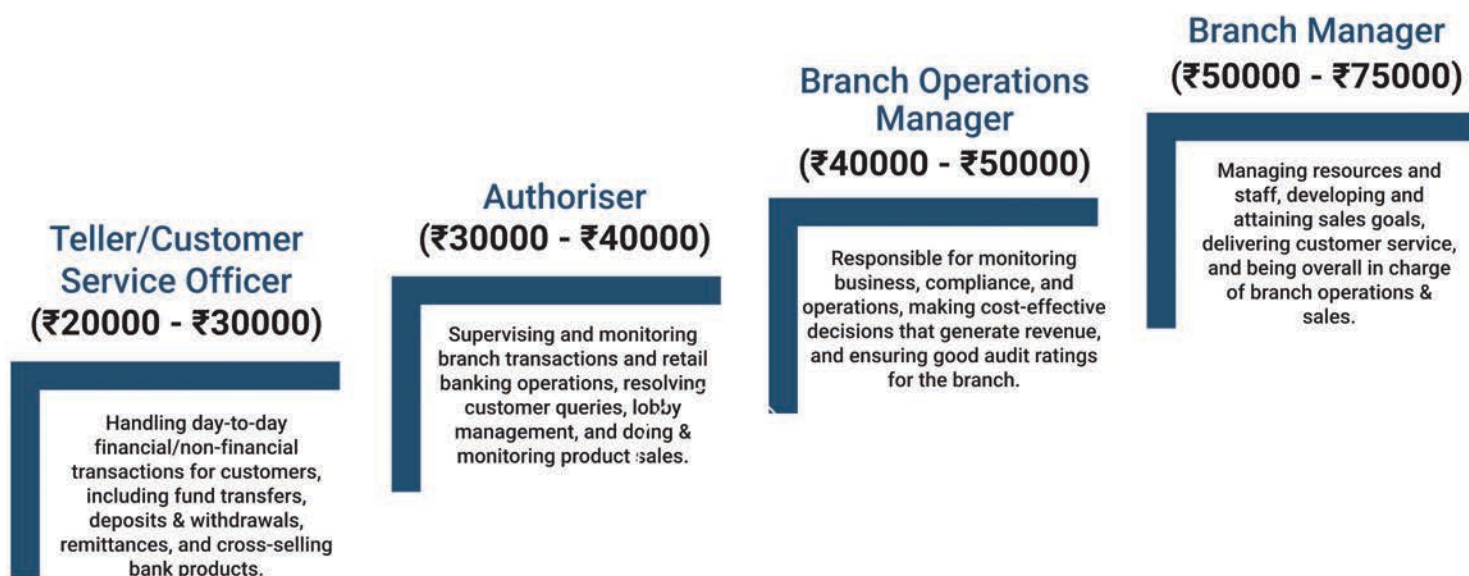 Teller/Customer
Service Officer
(₹20000 - ₹30000)
Handling day-to-day
financial/non-financial
transactions for customers,
including fund transfers,
deposits & withdrawals,
remittances, and cross-selling
bank products.
Authoriser
(₹30000 - ₹40000)
Supervising and monitoring
branch transactions and retail
banking operations, resolving
customer queries, lobby
management, and doing &
monitoring product sales.
Branch Operations
Manager
(₹40000 - ₹50000)
Responsible for monitoring
business, compliance, and
operations, making cost-effective
decisions that generate revenue,
and ensuring good audit ratings
for the branch.
Branch Manager
(₹50000 - ₹75000)
Managing resources and
staff, developing and
attaining sales goals,
delivering customer service,
and being overall in charge
of branch operations &
sales.